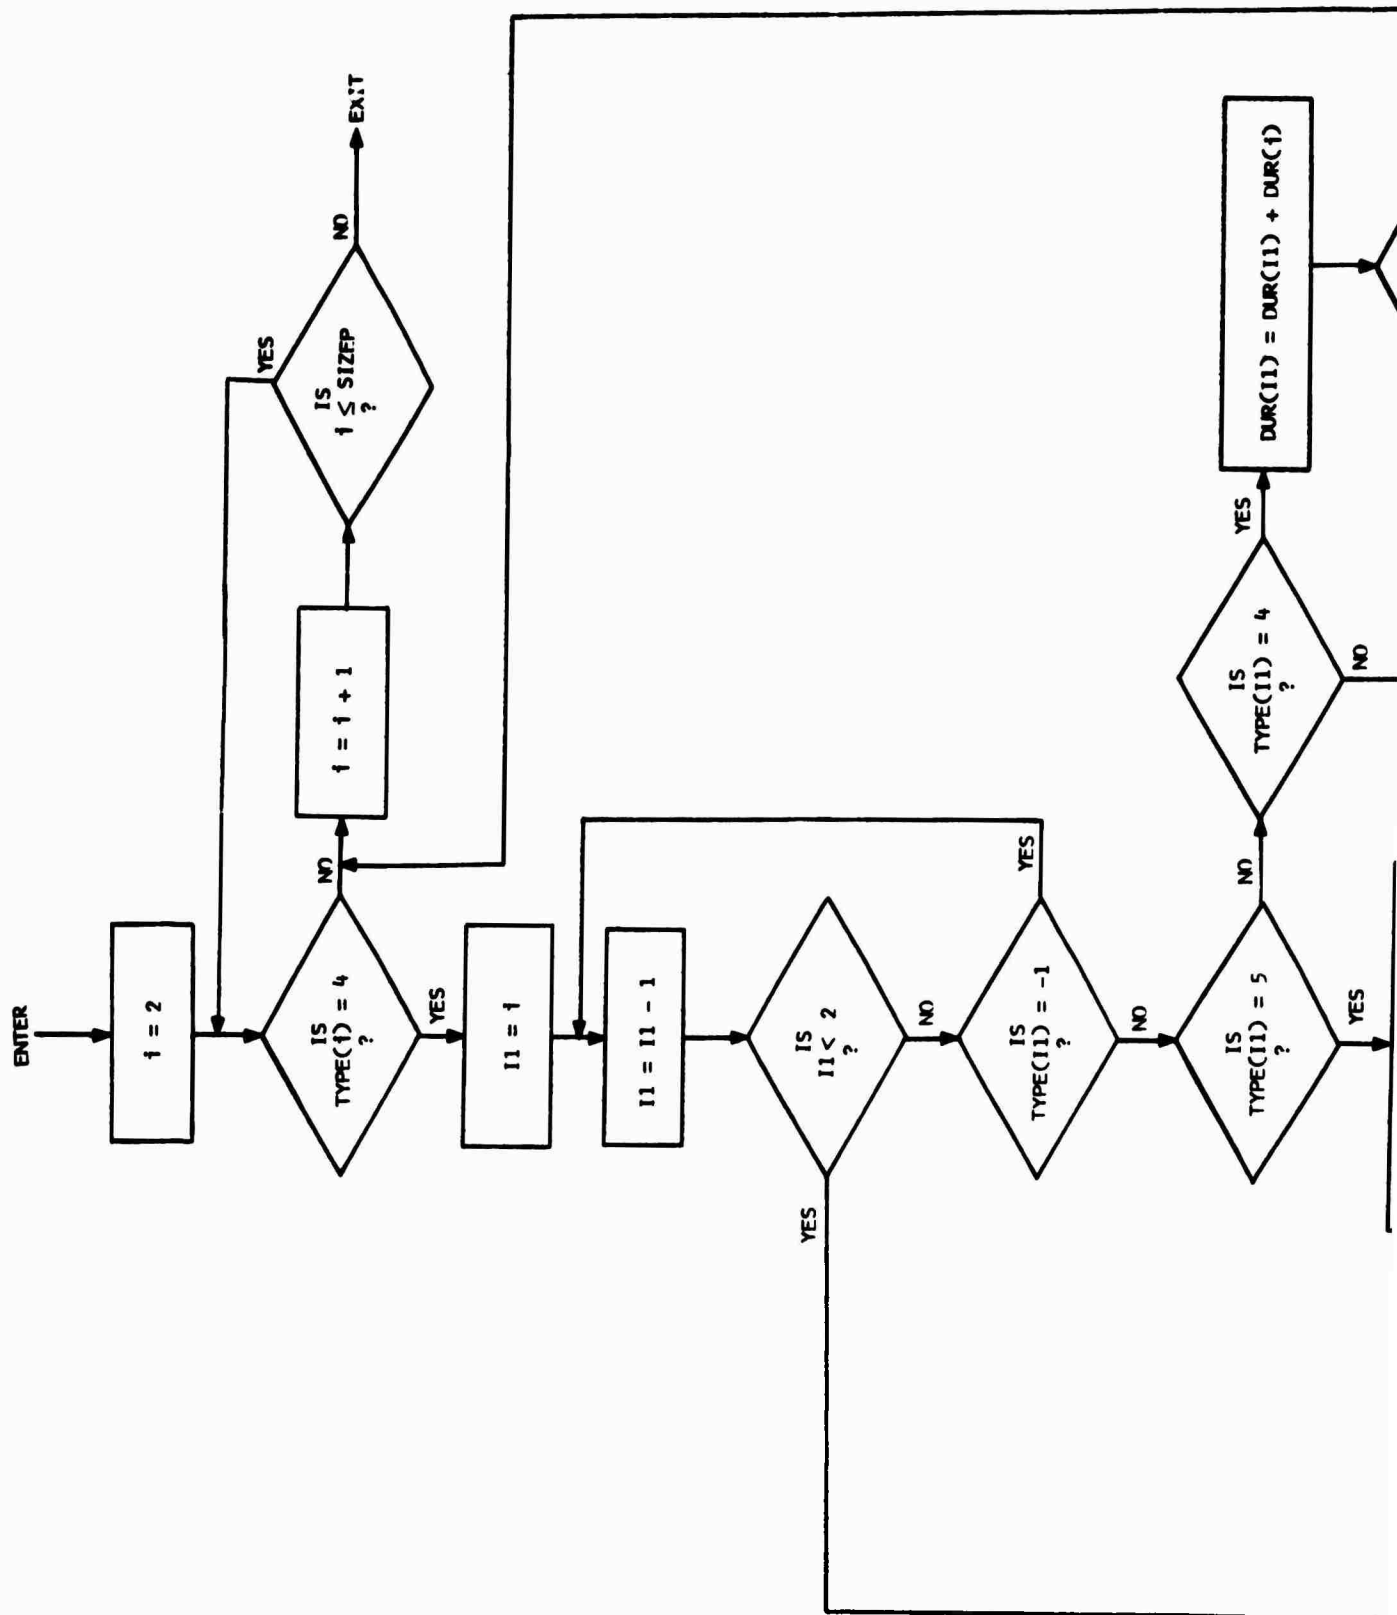 ENTER
i = 2
IS
TYPE(i) = 4
?
NO
YES
i = i + 1
IS
i ≤ SIZEP
?
YES
NO
EXIT
I1 = i
I1 = I1 - 1
IS
I1 < 2
?
YES
NO
IS
TYPE(I1) = -1
?
YES
NO
IS
TYPE(I1) = 5
?
YES
NO
IS
TYPE(I1) = 4
?
NO
YES
DUR(I1) = DUR(I1) + DUR(i)